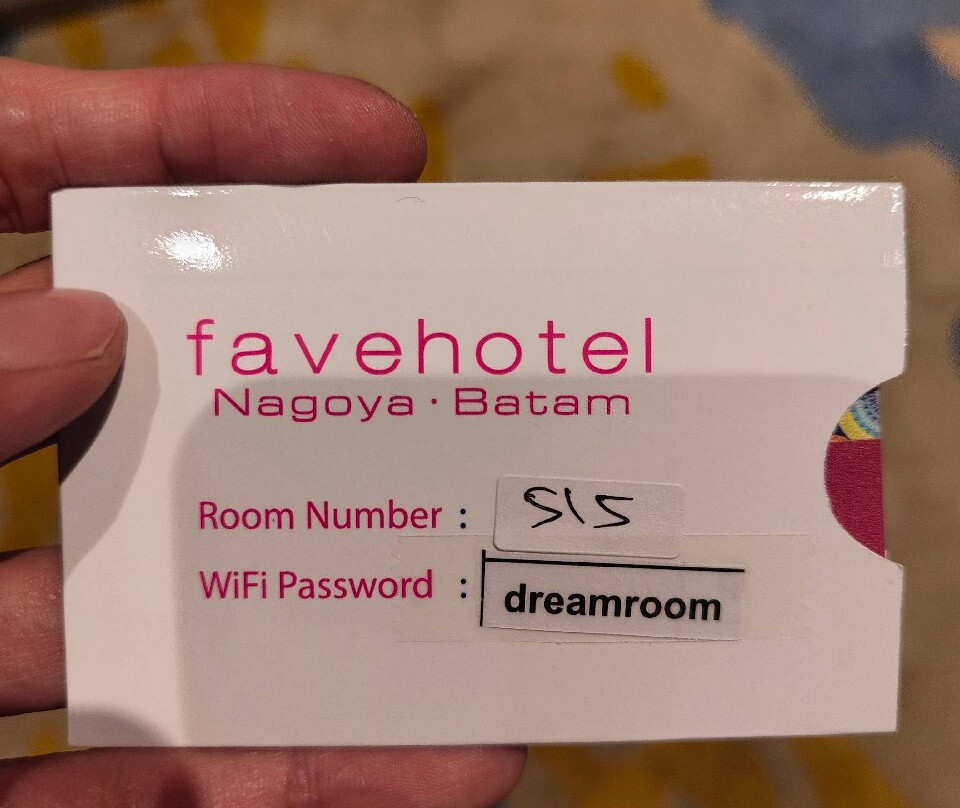 favehotel
Nagoya · Batam
Room Number : 515
WiFi Password : dreamroom